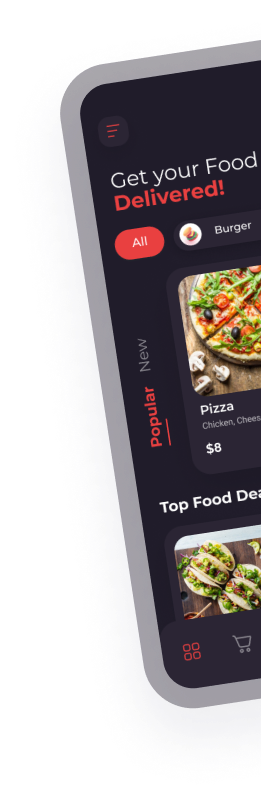 Get your Food
Delivered!
All
Burger
New
Popular
Pizza
Chicken, Chees
$8
Top Food Dea